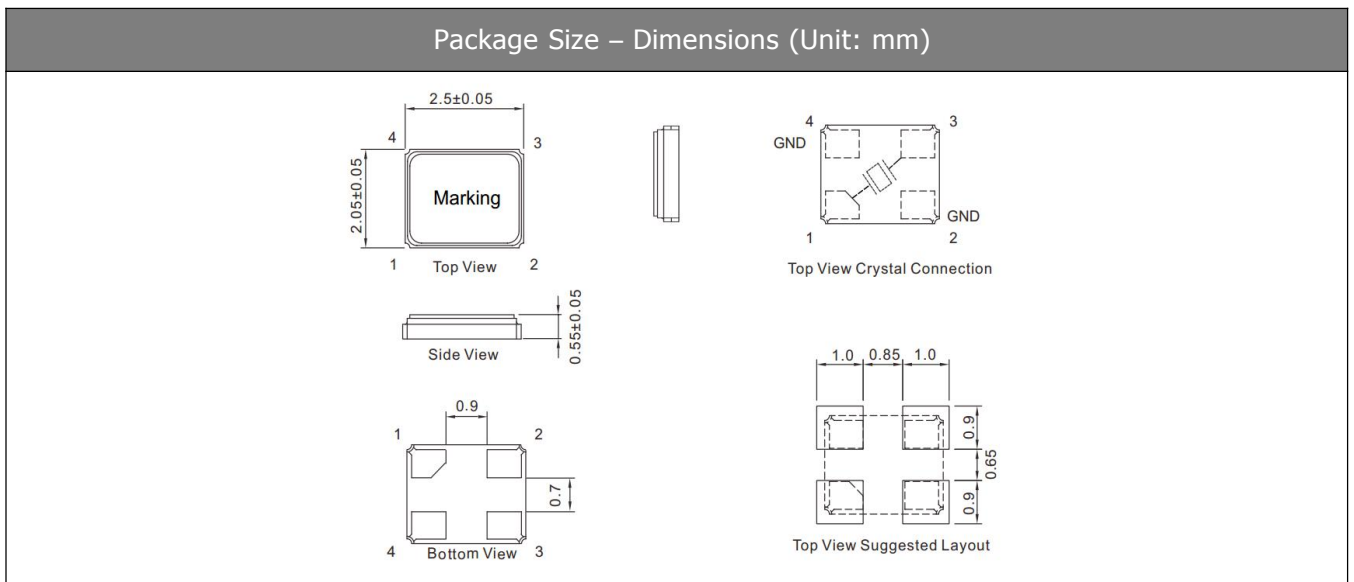 Package Size – Dimensions (Unit: mm)
2.5±0.05
4
3
2.05±0.05
Marking
1
Top View
2
4
3
GND
GND
1
2
Top View Crystal Connection
0.55±0.05
Side View
0.9
1
2
0.7
4
Bottom View
3
1.0 0.85 1.0
0.9
0.65
0.9
Top View Suggested Layout